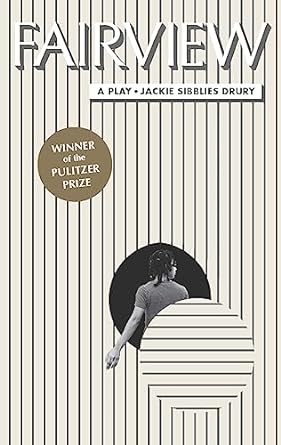 FAIRVIEW
A PLAY • JACKIE SIBBLIES DRURY
WINNER
of the
PULITZER
PRIZE